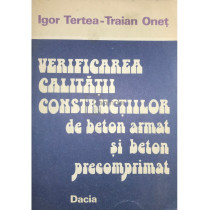 Igor Tertea-Traian Oneț
VERIFICAREA
CALITĂȚII
CONSTRUCȚIILOR
de beton armat
și beton
precomprimat
Dacia